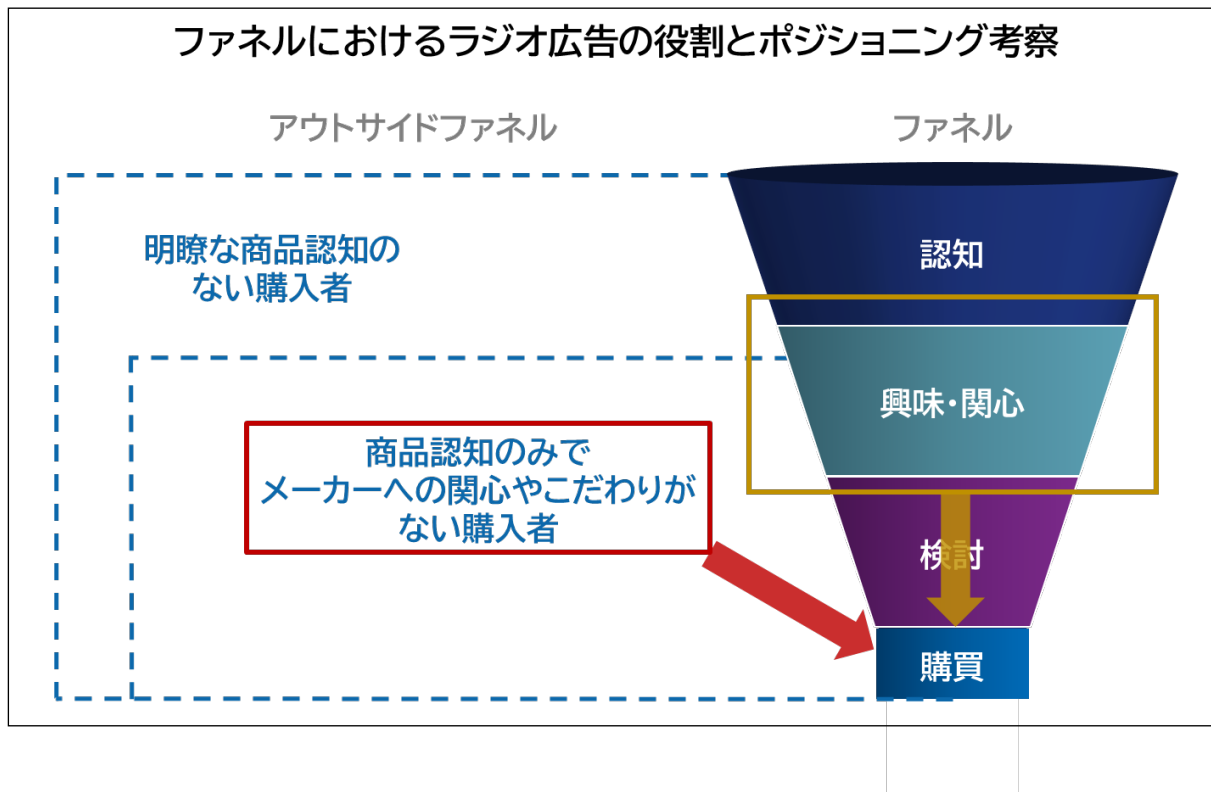 ファネルにおけるラジオ広告の役割とポジショニング考察
アウトサイドファネル
ファネル
明瞭な商品認知の
ない購入者
商品認知のみで
メーカーへの関心やこだわりが
ない購入者
認知
興味・関心
検討
購買